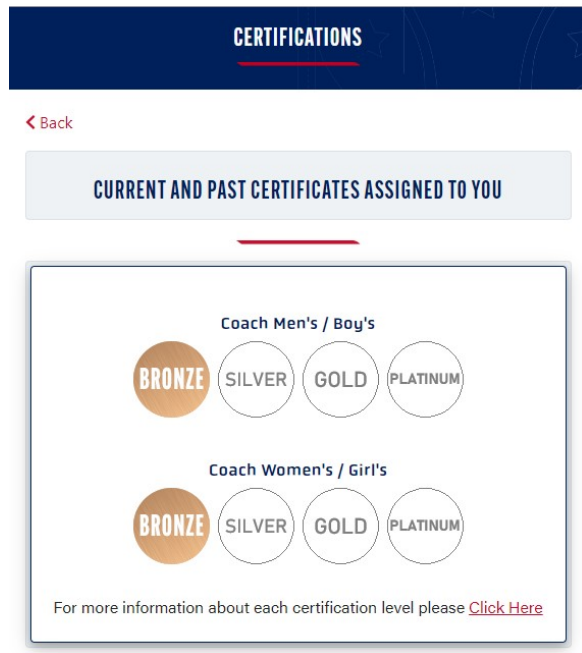 CERTIFICATIONS
Back
CURRENT AND PAST CERTIFICATES ASSIGNED TO YOU
Coach Men's / Boy's
BRONZE SILVER GOLD PLATINUM
Coach Women's / Girl's
BRONZE SILVER GOLD PLATINUM
For more information about each certification level please Click Here